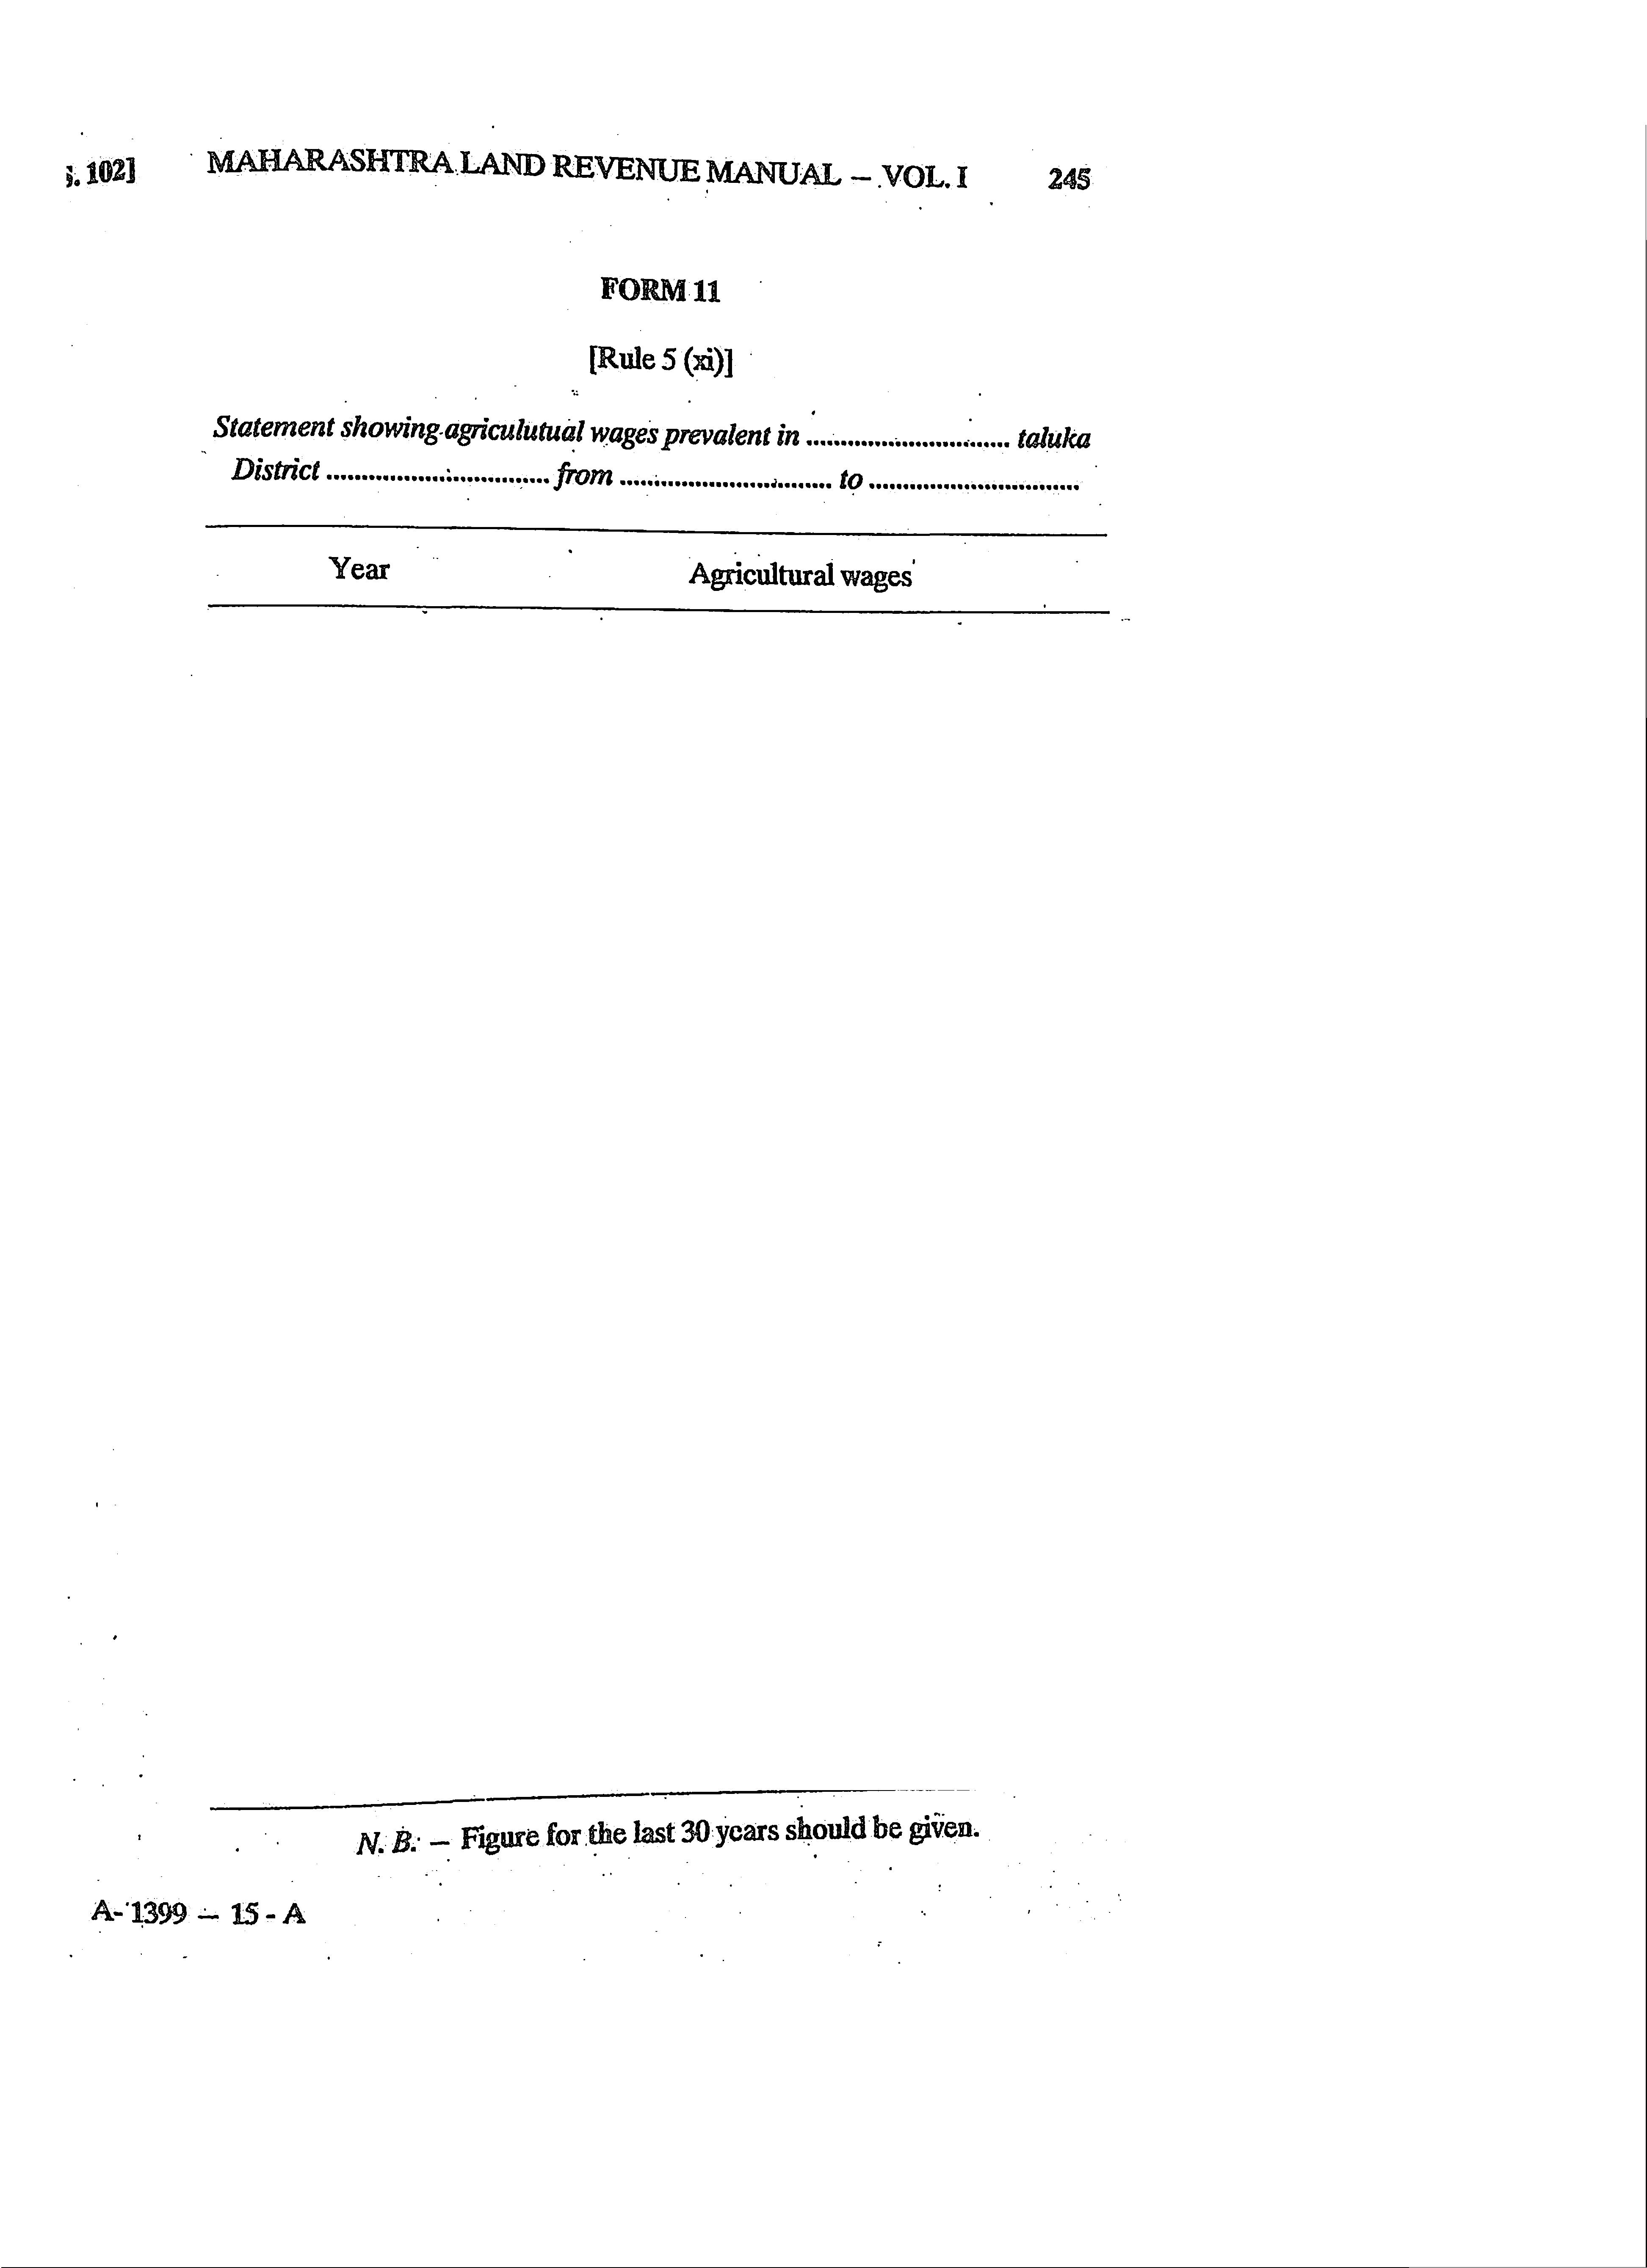 s. 102] MAHARASHTRA LAND REVENUE MANUAL – VOL. I 245
FORM 11
[Rule 5 (xi)]
Statement showing agriculutual wages prevalent in .............................. taluka
District ................................ from ............................... to ..............................
Year Agricultural wages
N. B. – Figure for the last 30 years should be given.
A- 1399 – 15 - A